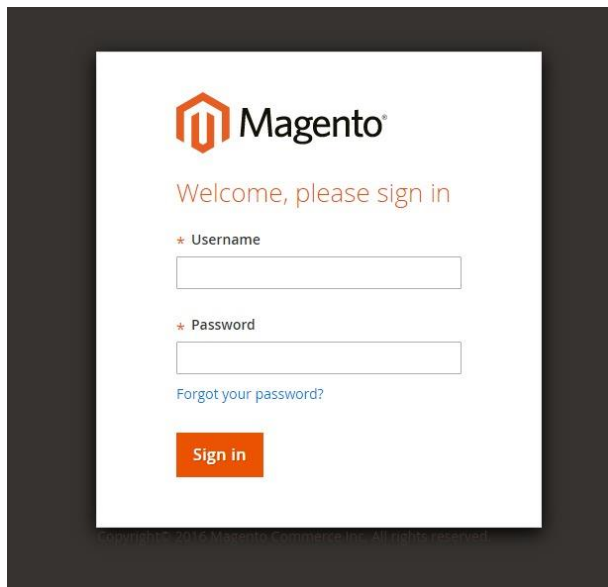 Magento®
Welcome, please sign in
* Username
* Password
Forgot your password?
Sign in
Copyright© 2016 Magento Commerce Inc. All rights reserved.